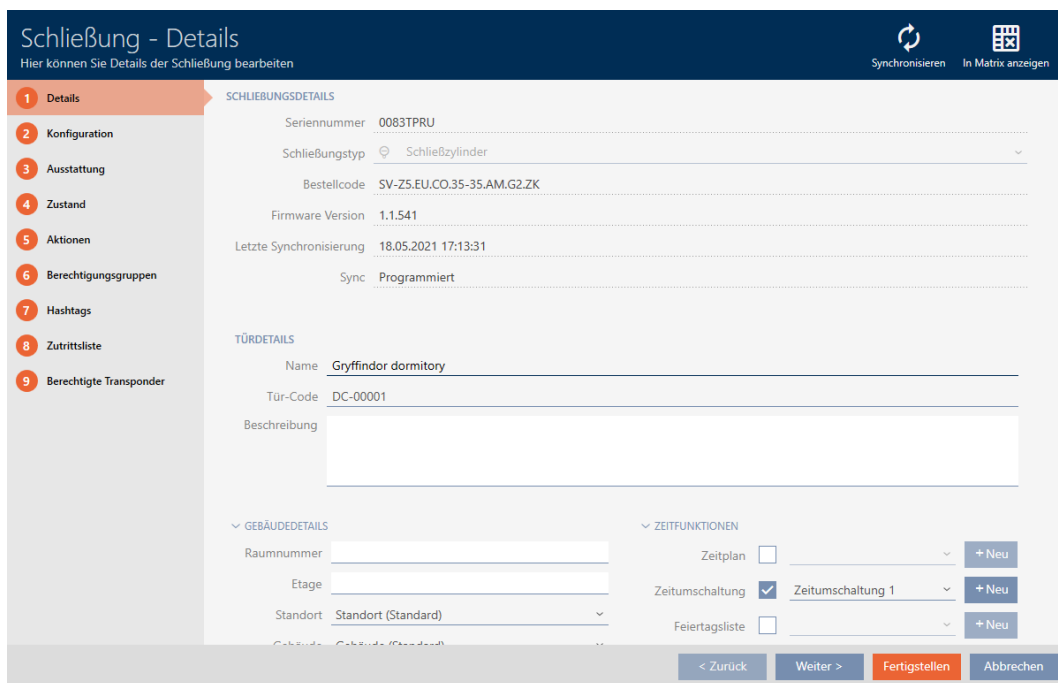 Schließung - Details
Hier können Sie Details der Schließung bearbeiten
Synchronisieren
In Matrix anzeigen
1 Details
2 Konfiguration
3 Ausstattung
4 Zustand
5 Aktionen
6 Berechtigungsgruppen
7 Hashtags
8 Zutrittsliste
9 Berechtigte Transponder
SCHLIEßUNGSDETAILS
Seriennummer 0083TPRU
Schließungstyp Schließzylinder
Bestellcode SV-Z5.EU.CO.35-35.AM.G2.ZK
Firmware Version 1.1.541
Letzte Synchronisierung 18.05.2021 17:13:31
Sync Programmiert
TÜRDETAILS
Name Gryffindor dormitory
Tür-Code DC-00001
Beschreibung
GEBÄUDEDETAILS
Raumnummer
Etage
Standort Standort (Standard)
Gebäude Gebäude (Standard)
ZEITFUNKTIONEN
Zeitplan + Neu
Zeitumschaltung Zeitumschaltung 1 + Neu
Feiertagsliste + Neu
< Zurück Weiter > Fertigstellen Abbrechen